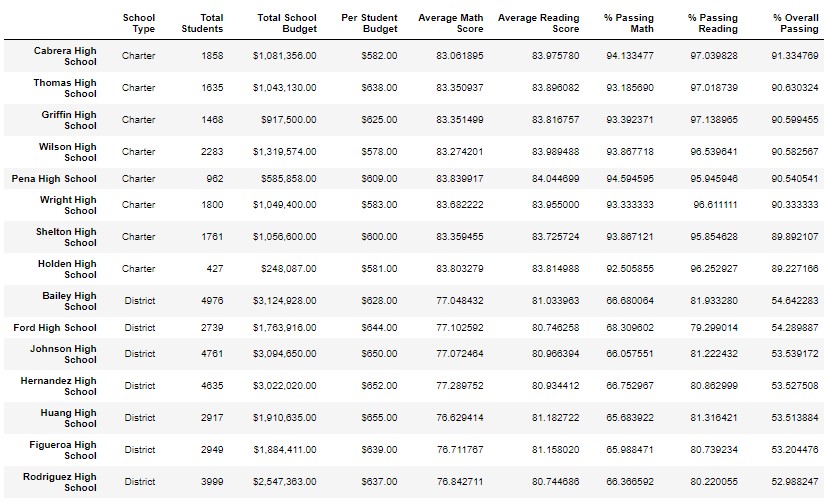 School Type Total Students Total School Budget Per Student Budget Average Math Score Average Reading Score % Passing Math % Passing Reading % Overall Passing
Cabrera High School Charter 1858 $1,081,356.00 $582.00 83.061895 83.975780 94.133477 97.039828 91.334769
Thomas High School Charter 1635 $1,043,130.00 $638.00 83.350937 83.896082 93.185690 97.018739 90.630324
Griffin High School Charter 1468 $917,500.00 $625.00 83.351499 83.816757 93.392371 97.138965 90.599455
Wilson High School Charter 2283 $1,319,574.00 $578.00 83.274201 83.989488 93.867718 96.539641 90.582567
Pena High School Charter 962 $585,858.00 $609.00 83.839917 84.044699 94.594595 95.945946 90.540541
Wright High School Charter 1800 $1,049,400.00 $583.00 83.682222 83.955000 93.333333 96.611111 90.333333
Shelton High School Charter 1761 $1,056,600.00 $600.00 83.359455 83.725724 93.867121 95.854628 89.892107
Holden High School Charter 427 $248,087.00 $581.00 83.803279 83.814988 92.505855 96.252927 89.227166
Bailey High School District 4976 $3,124,928.00 $628.00 77.048432 81.033963 66.680064 81.933280 54.642283
Ford High School District 2739 $1,763,916.00 $644.00 77.102592 80.746258 68.309602 79.299014 54.289887
Johnson High School District 4761 $3,094,650.00 $650.00 77.072464 80.966394 66.057551 81.222432 53.539172
Hernandez High School District 4635 $3,022,020.00 $652.00 77.289752 80.934412 66.752967 80.862999 53.527508
Huang High School District 2917 $1,910,635.00 $655.00 76.629414 81.182722 65.683922 81.316421 53.513884
Figueroa High School District 2949 $1,884,411.00 $639.00 76.711767 81.158020 65.988471 80.739234 53.204476
Rodriguez High School District 3999 $2,547,363.00 $637.00 76.842711 80.744686 66.366592 80.220055 52.988247